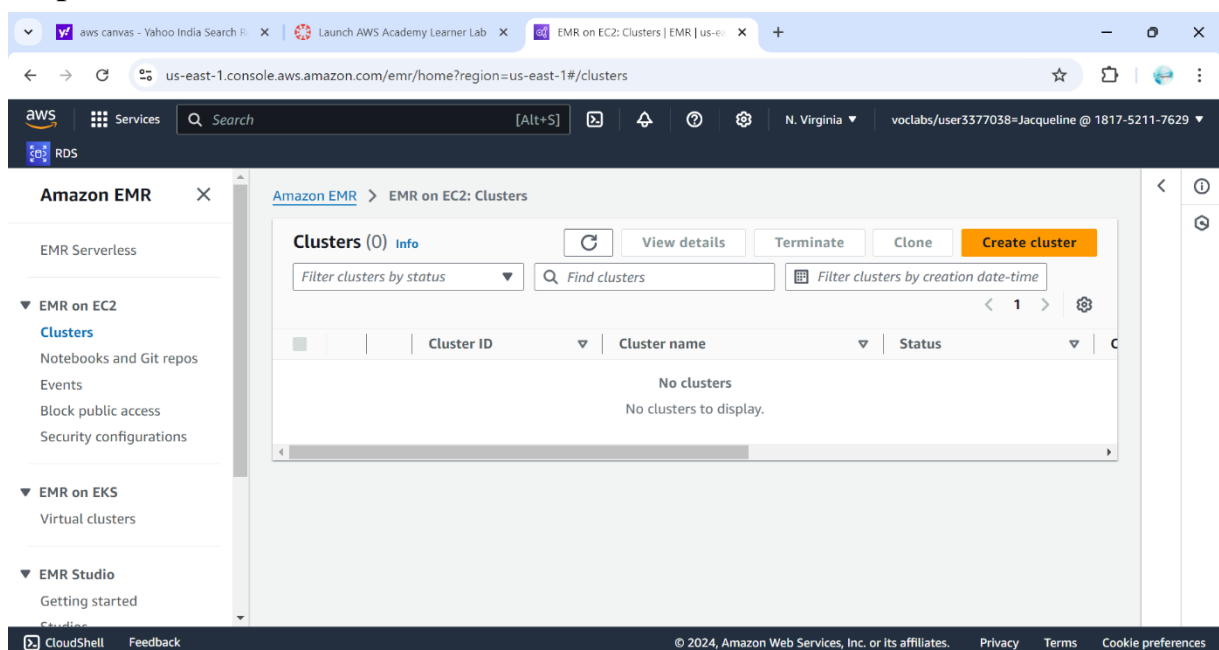 aws canvas - Yahoo India Search R
Launch AWS Academy Learner Lab
EMR on EC2: Clusters | EMR | us-ea
us-east-1.console.aws.amazon.com/emr/home?region=us-east-1#/clusters
aws Services Search [Alt+S] N. Virginia ▼ voclabs/user3377038=Jacqueline @ 1817-5211-7629 ▼
RDS
Amazon EMR
EMR Serverless
EMR on EC2
Clusters
Notebooks and Git repos
Events
Block public access
Security configurations
EMR on EKS
Virtual clusters
EMR Studio
Getting started
Studios
Amazon EMR > EMR on EC2: Clusters
Clusters (0) Info View details Terminate Clone Create cluster
Filter clusters by status Find clusters Filter clusters by creation date-time
< 1 >
Cluster ID Cluster name Status C
No clusters
No clusters to display.
CloudShell Feedback © 2024, Amazon Web Services, Inc. or its affiliates. Privacy Terms Cookie preferences